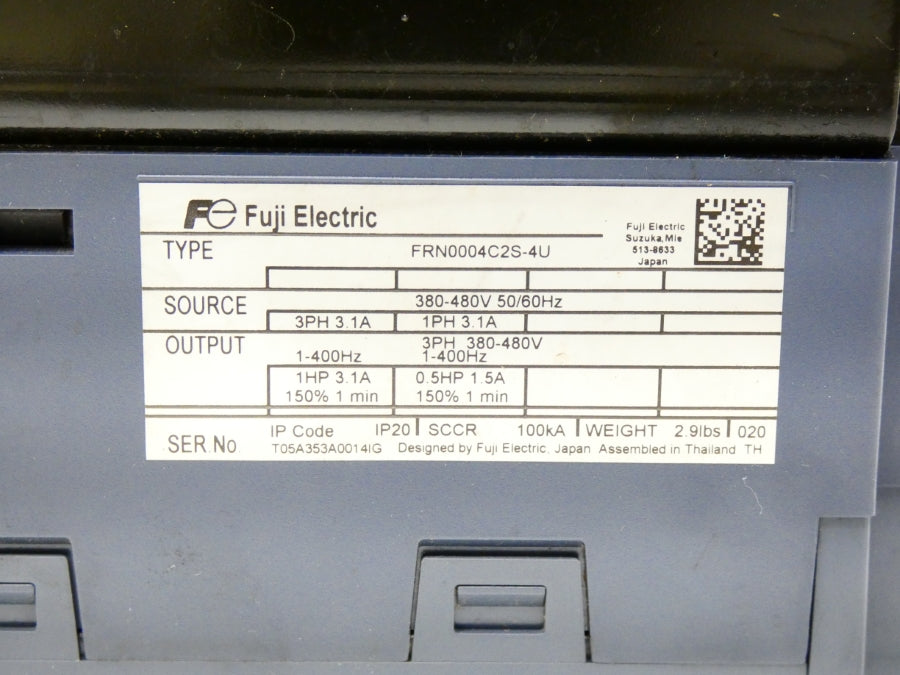 Fe Fuji Electric
Fuji Electric
Suzuka, Mie
513-8633
Japan
TYPE FRN0004C2S-4U
SOURCE 380-480V 50/60Hz
3PH 3.1A 1PH 3.1A
OUTPUT 3PH 380-480V
1-400Hz 1-400Hz
1HP 3.1A 0.5HP 1.5A
150% 1 min 150% 1 min
IP Code IP20 SCCR 100kA WEIGHT 2.9lbs 020
SER.No. T05A353A0014IG Designed by Fuji Electric, Japan Assembled in Thailand TH